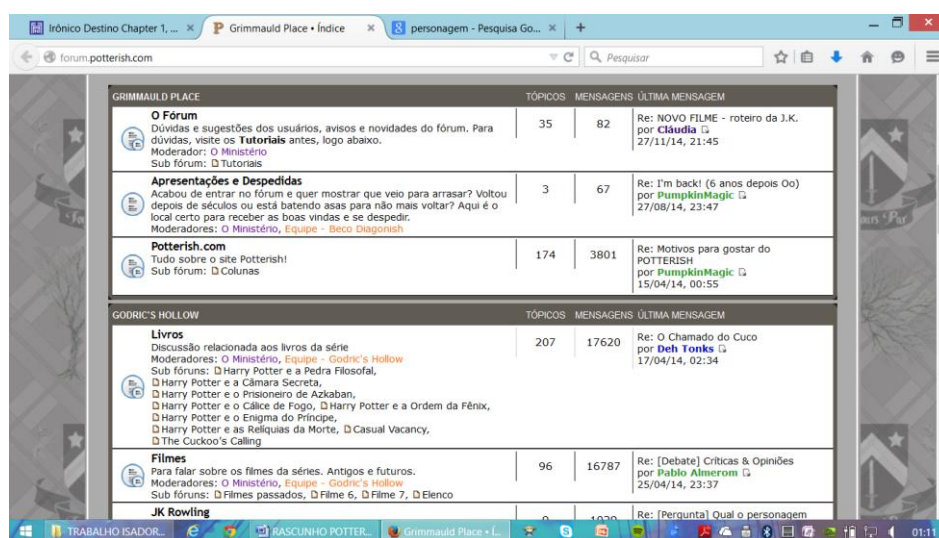 Irônico Destino Chapter 1, ...
Grimmauld Place • Índice
personagem - Pesquisa Go...
forum.potterish.com
Pesquisar
GRIMMAULD PLACE TÓPICOS MENSAGENS ÚLTIMA MENSAGEM
O Fórum
Dúvidas e sugestões dos usuários, avisos e novidades do fórum. Para
dúvidas, visite os Tutoriais antes, logo abaixo.
Moderador: O Ministério
Sub fórum: Tutoriais
35 82
Re: NOVO FILME - roteiro da J.K.
por Cláudia
27/11/14, 21:45
Apresentações e Despedidas
Acabou de entrar no fórum e quer mostrar que veio para arrasar? Voltou
depois de séculos ou está batendo asas para não mais voltar? Aqui é o
local certo para receber as boas vindas e se despedir.
Moderadores: O Ministério, Equipe - Beco Diagonish
3 67
Re: I'm back! (6 anos depois Oo)
por PumpkinMagic
27/08/14, 23:47
Potterish.com
Tudo sobre o site Potterish!
Sub fórum: Colunas
174 3801
Re: Motivos para gostar do
POTTERISH
por PumpkinMagic
15/04/14, 00:55
GODRIC'S HOLLOW TÓPICOS MENSAGENS ÚLTIMA MENSAGEM
Livros
Discussão relacionada aos livros da série
Moderadores: O Ministério, Equipe - Godric's Hollow
Sub fóruns: Harry Potter e a Pedra Filosofal,
Harry Potter e a Câmara Secreta,
Harry Potter e o Prisioneiro de Azkaban,
Harry Potter e o Cálice de Fogo, Harry Potter e a Ordem da Fênix,
Harry Potter e o Enigma do Príncipe,
Harry Potter e as Relíquias da Morte, Casual Vacancy,
The Cuckoo's Calling
207 17620
Re: O Chamado do Cuco
por Deh Tonks
17/04/14, 02:34
Filmes
Para falar sobre os filmes da séries. Antigos e futuros.
Moderadores: O Ministério, Equipe - Godric's Hollow
Sub fóruns: Filmes passados, Filme 6, Filme 7, Elenco
96 16787
Re: [Debate] Críticas & Opiniões
por Pablo Almerom
25/04/14, 23:37
JK Rowling
Re: [Pergunta] Qual o personagem
TRABALHO ISADOR...
RASCUNHO POTTER...
Grimmauld Place • Í...
01:11